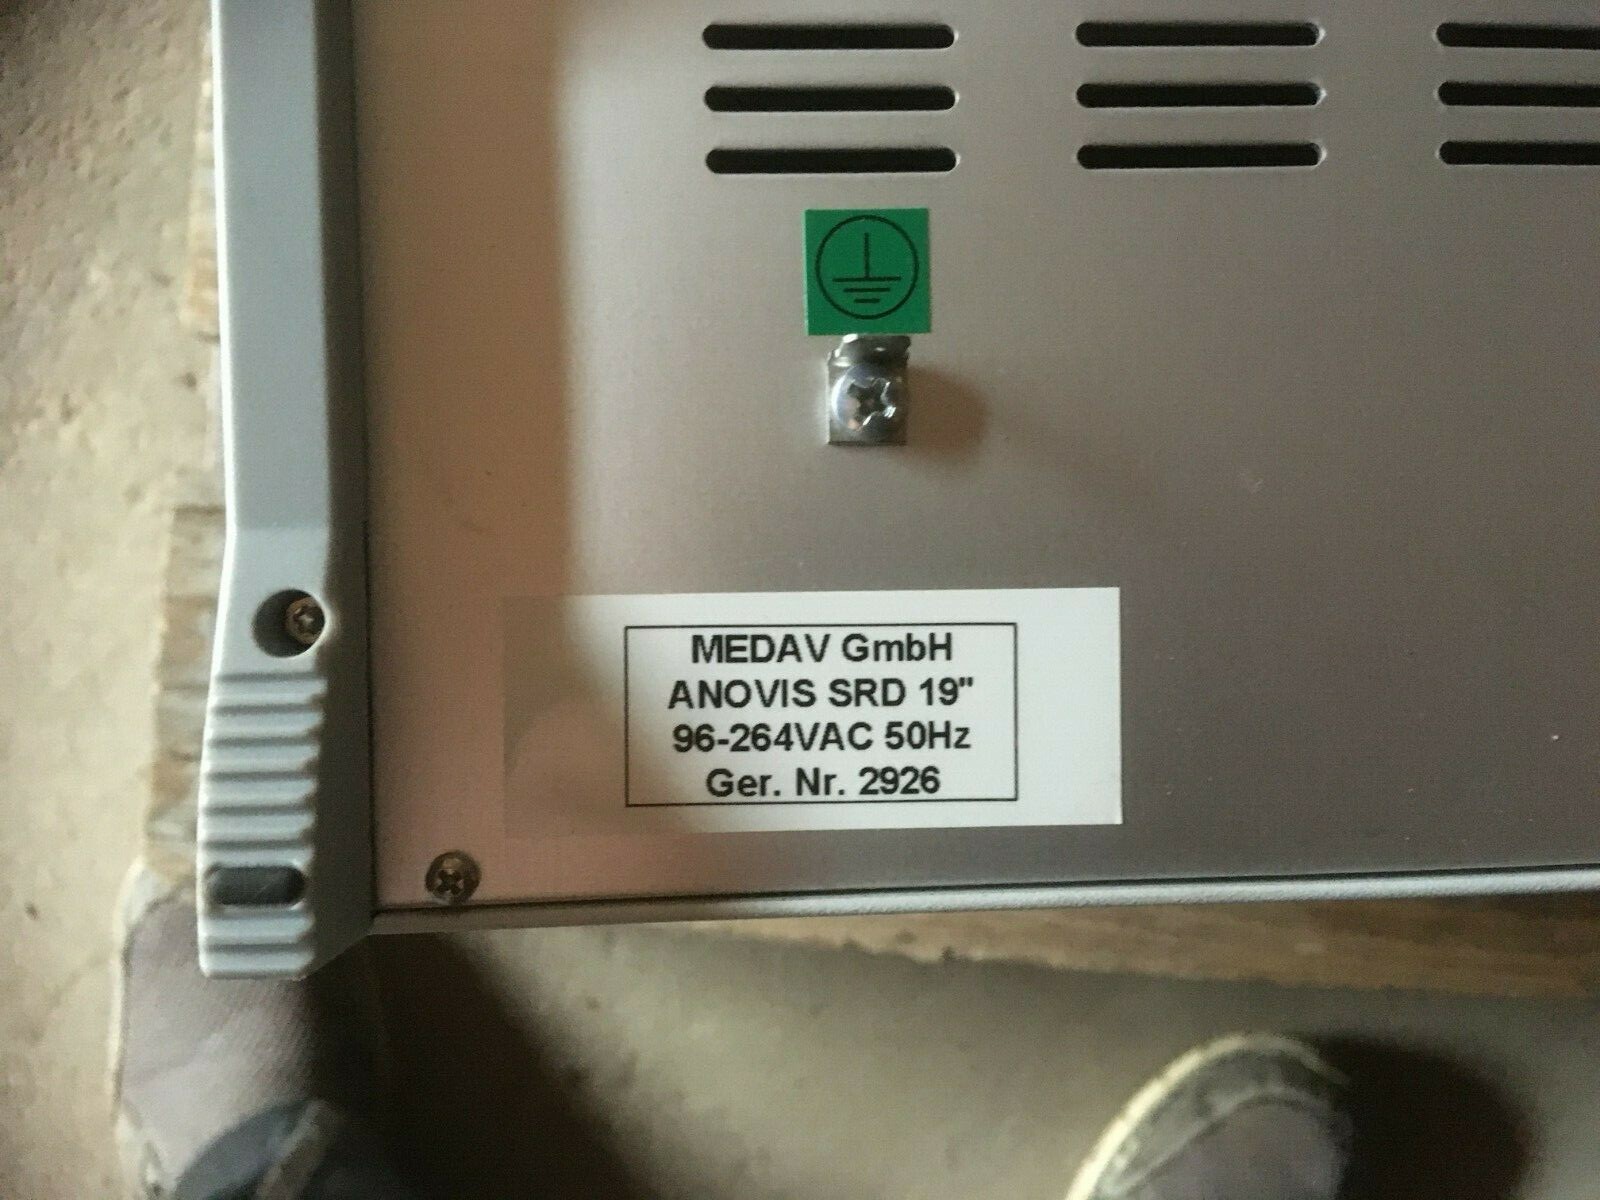 MEDAV GmbH
ANOVIS SRD 19"
96-264VAC 50Hz
Ger. Nr. 2926